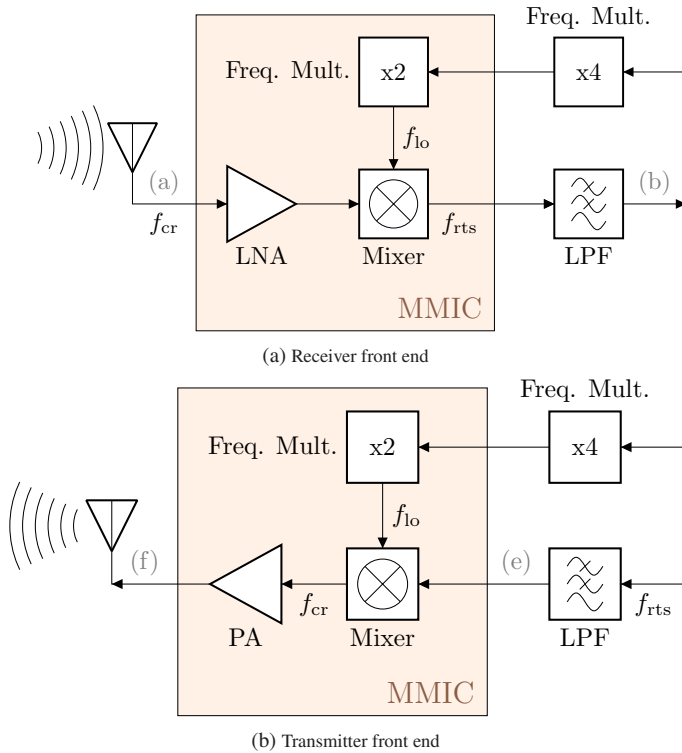 Freq. Mult.
Freq. Mult.
x2
x4
f_lo
(a)
(b)
f_cr
f_rts
LNA
Mixer
LPF
MMIC
(a) Receiver front end
Freq. Mult.
Freq. Mult.
x2
x4
f_lo
(f)
(e)
f_cr
f_rts
PA
Mixer
LPF
MMIC
(b) Transmitter front end